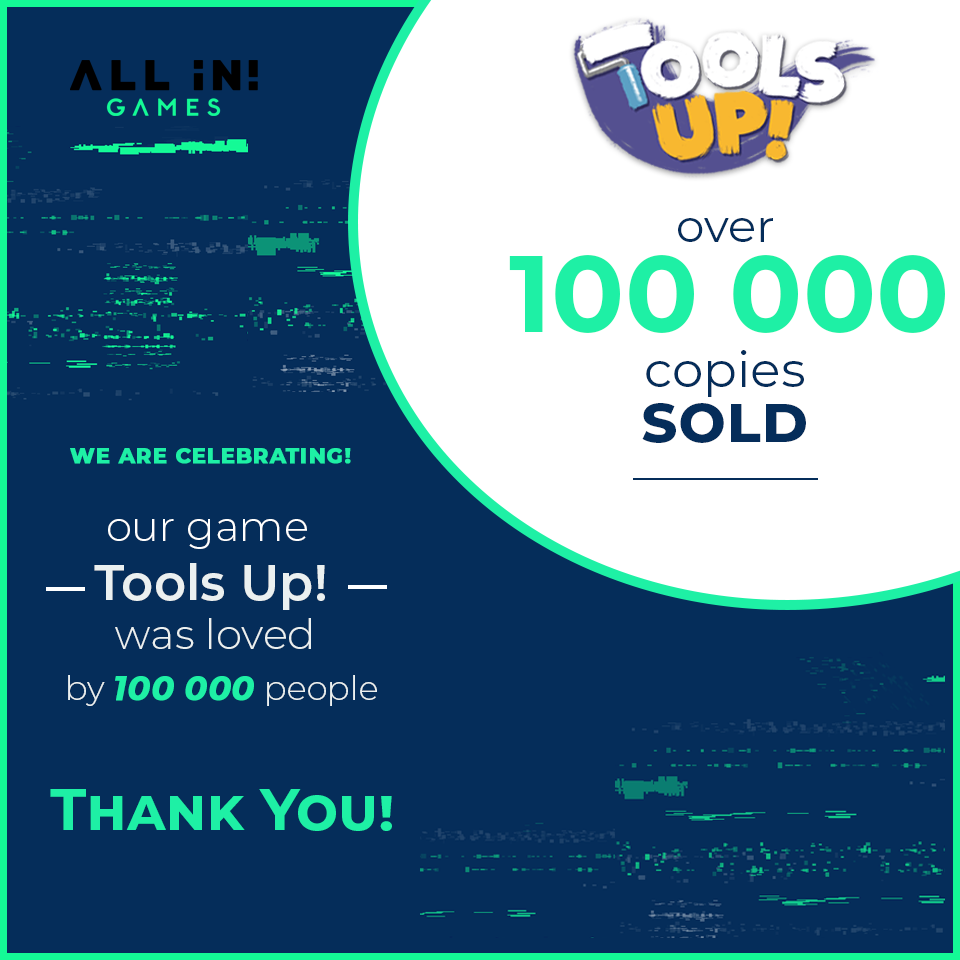 ALL iN!
GAMES
TOOLS
UP!
over
100 000
copies
SOLD
WE ARE CELEBRATING!
our game
— Tools Up! —
was loved
by 100 000 people
THANK YOU!